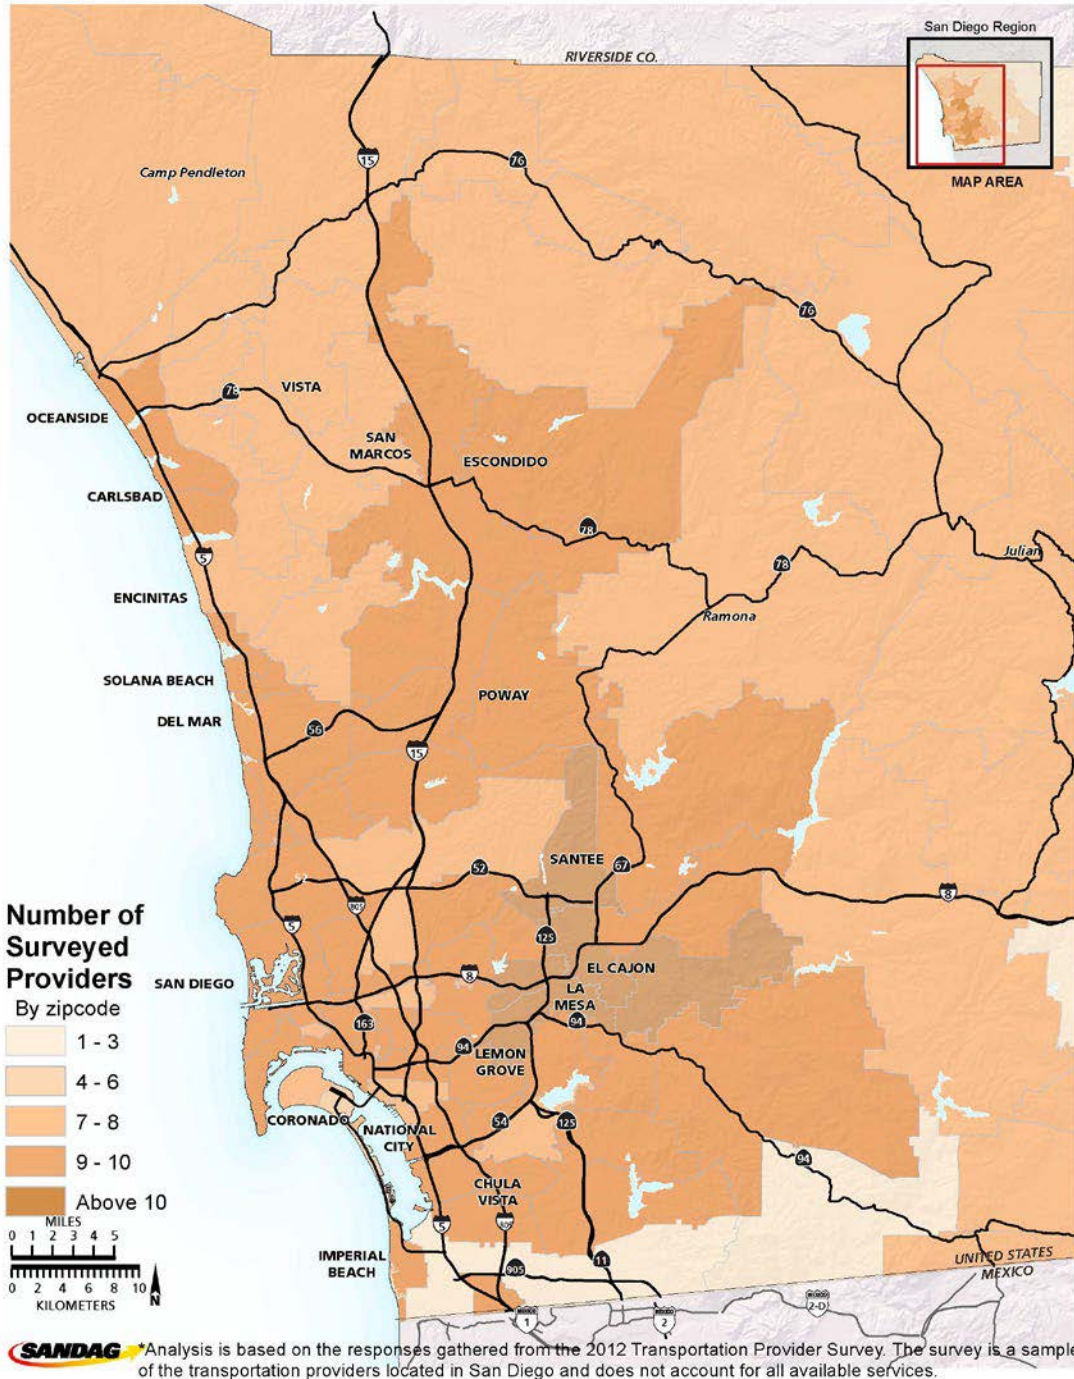 San Diego Region
RIVERSIDE CO.
MAP AREA
15
76
Camp Pendleton
76
78
VISTA
OCEANSIDE
SAN
MARCOS
ESCONDIDO
CARLSBAD
78
5
78
Julian
ENCINITAS
Ramona
SOLANA BEACH
POWAY
DEL MAR
56
15
SANTEE
52
67
52
8
805
5
125
Number of
Surveyed
Providers
By zipcode
SAN DIEGO
8
EL CAJON
LA
MESA
163
94
94
LEMON
GROVE
1 - 3
4 - 6
7 - 8
9 - 10
Above 10
CORONADO
NATIONAL
CITY
54
125
94
CHULA
VISTA
5
805
MILES
0 1 2 3 4 5
0 2 4 6 8 10
KILOMETERS
N
IMPERIAL
BEACH
905
11
UNITED STATES
MEXICO
MEXICO
1
MEXICO
2
MEXICO
2-D
SANDAG
*Analysis is based on the responses gathered from the 2012 Transportation Provider Survey. The survey is a sample
of the transportation providers located in San Diego and does not account for all available services.